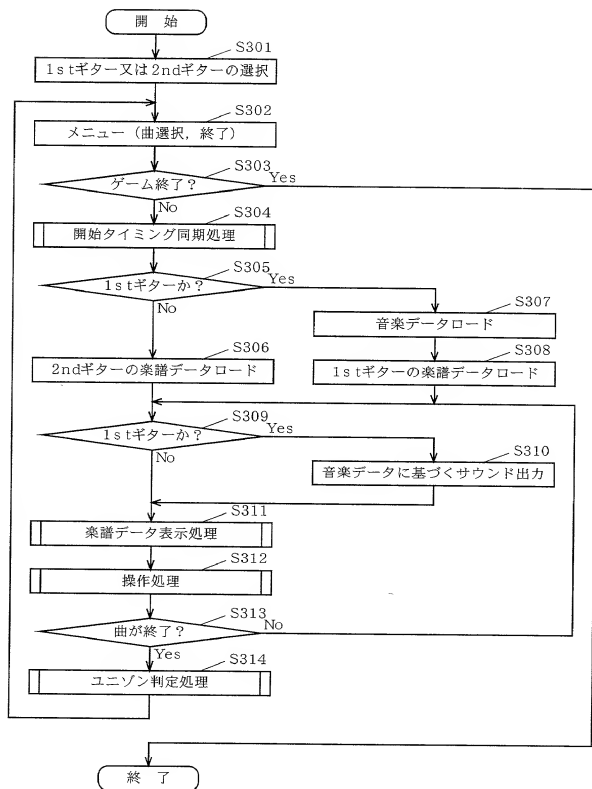 開　始
S301
1stギター又は2ndギターの選択
S302
メニュー（曲選択，終了）
S303
ゲーム終了？
Yes
No
S304
開始タイミング同期処理
S305
1stギターか？
Yes
No
S307
音楽データロード
S306
2ndギターの楽譜データロード
S308
1stギターの楽譜データロード
S309
1stギターか？
Yes
No
S310
音楽データに基づくサウンド出力
S311
楽譜データ表示処理
S312
操作処理
S313
曲が終了？
No
Yes
S314
ユニゾン判定処理
終　了